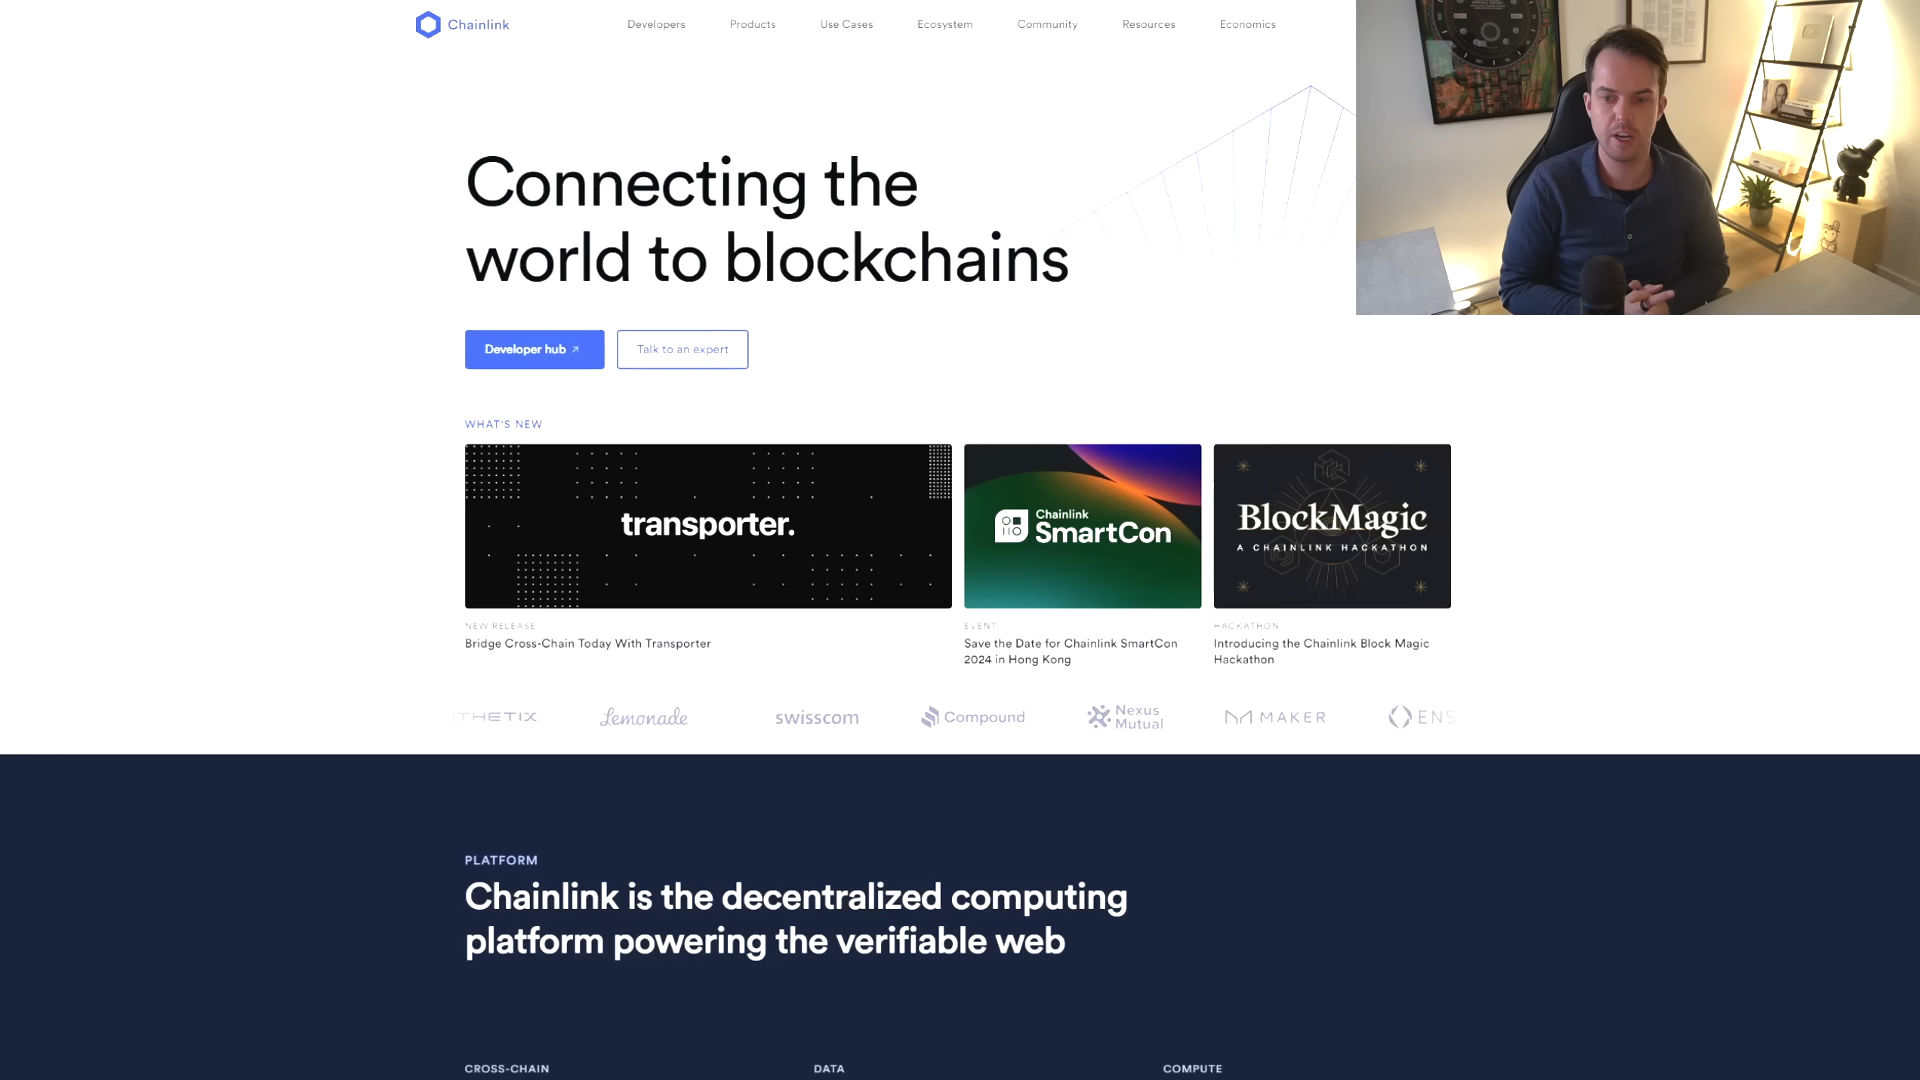 Chainlink
Developers
Products
Use Cases
Ecosystem
Community
Resources
Economics
Connecting the
world to blockchains
Developer hub
Talk to an expert
WHAT'S NEW
transporter.
Chainlink
SmartCon
BlockMagic
A CHAINLINK HACKATHON
NEW RELEASE
Bridge Cross-Chain Today With Transporter
EVENT
Save the Date for Chainlink SmartCon
2024 in Hong Kong
HACKATHON
Introducing the Chainlink Block Magic
Hackathon
THETIX
Lemonade
swisscom
Compound
Nexus
Mutual
MAKER
ENS
PLATFORM
Chainlink is the decentralized computing
platform powering the verifiable web
CROSS-CHAIN
DATA
COMPUTE